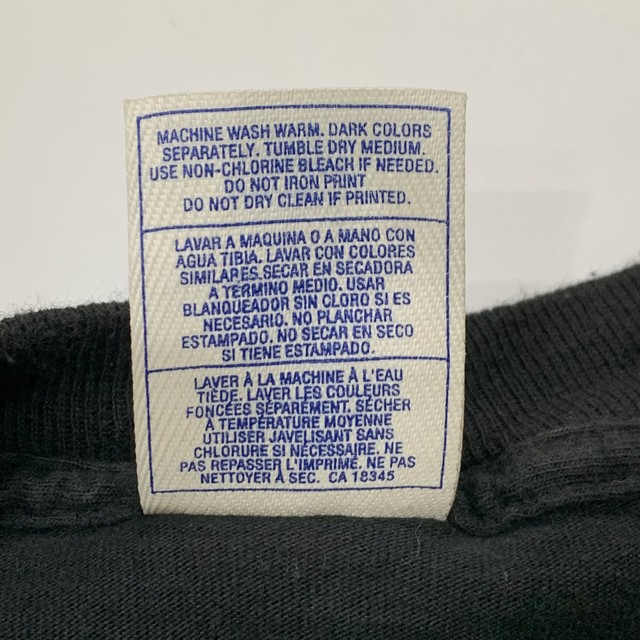 MACHINE WASH WARM. DARK COLORS
SEPARATELY. TUMBLE DRY MEDIUM.
USE NON-CHLORINE BLEACH IF NEEDED.
DO NOT IRON PRINT
DO NOT DRY CLEAN IF PRINTED.
LAVAR A MAQUINA O A MANO CON
AGUA TIBIA. LAVAR CON COLORES
SIMILARES.SECAR EN SECADORA
A TERMINO MEDIO. USAR
BLANQUEADOR SIN CLORO SI ES
NECESARIO. NO PLANCHAR
ESTAMPADO. NO SECAR EN SECO
SI TIENE ESTAMPADO.
LAVER À LA MACHINE À L'EAU
TIÈDE. LAVER LES COULEURS
FONCÉES SÉPARÉMENT. SÉCHER
À TEMPÉRATURE MOYENNE
UTILISER JAVELISANT SANS
CHLORURE SI NÉCESSAIRE. NE
PAS REPASSER L'IMPRIMÉ. NE PAS
NETTOYER À SEC. CA 18345